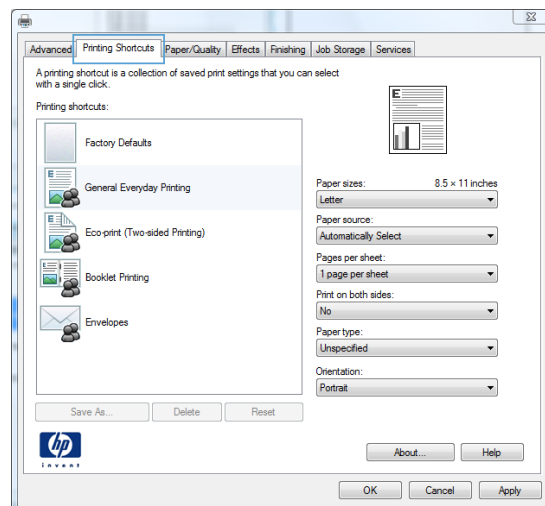 Advanced Printing Shortcuts Paper/Quality Effects Finishing Job Storage Services
A printing shortcut is a collection of saved print settings that you can select
with a single click.
Printing shortcuts:
Factory Defaults
General Everyday Printing
Eco-print (Two-sided Printing)
Booklet Printing
Envelopes
E
Paper sizes: 8.5 × 11 inches
Letter
Paper source:
Automatically Select
Pages per sheet:
1 page per sheet
Print on both sides:
No
Paper type:
Unspecified
Orientation:
Portrait
Save As... Delete Reset
hp
invent
About... Help
OK Cancel Apply